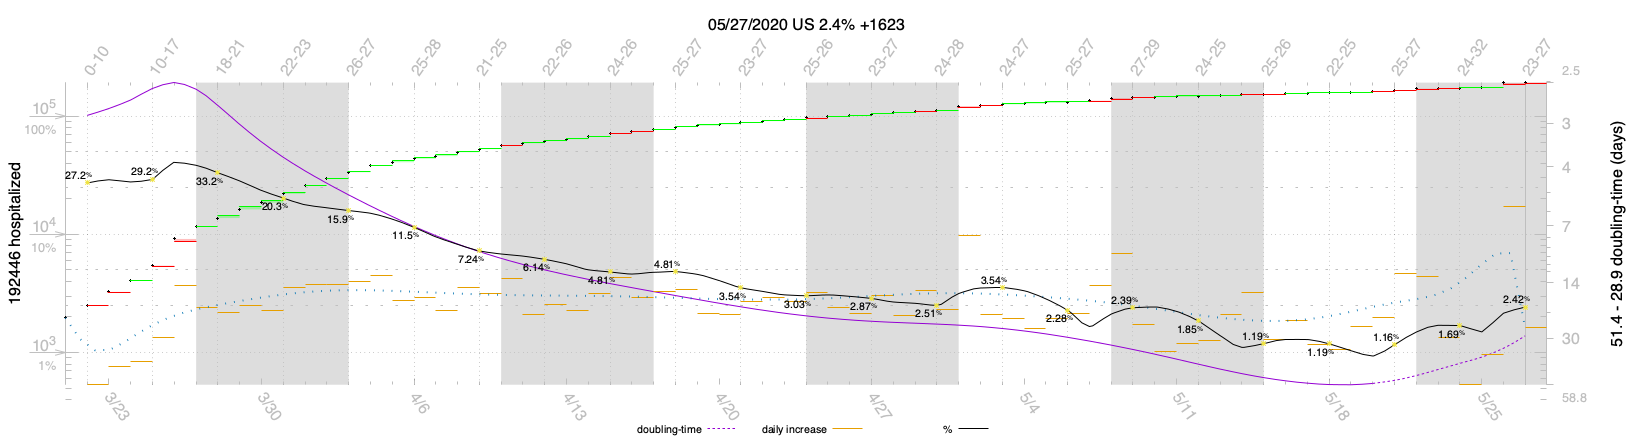 05/27/2020 US 2.4% +1623
0-10 10-17 18-21 22-23 26-27 25-28 21-25 22-26 24-26 25-27 23-27 25-26 23-27 24-28 24-27 25-27 27-29 24-25 25-26 22-25 25-27 24-32 23-27
192446 hospitalized
10^5
100%
10^4
10%
10^3
1%
27.2% 29.2% 33.2% 20.3% 15.9% 11.5% 7.24% 6.14% 4.81% 4.81% 3.54% 3.03% 2.87% 2.51% 3.54% 2.28% 2.39% 1.85% 1.19% 1.19% 1.16% 1.69% 2.42%
2.5
3
4
7
14
30
58.8
51.4 - 28.9 doubling-time (days)
3/23 3/30 4/6 4/13 4/20 4/27 5/4 5/11 5/18 5/25
doubling-time daily increase %